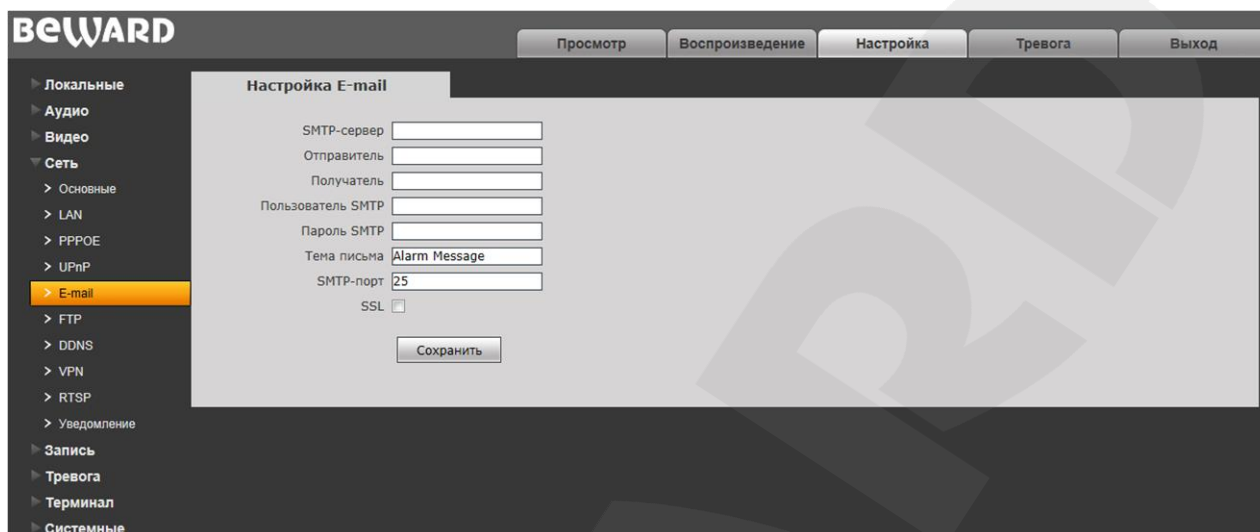 BEWARD
Просмотр
Воспроизведение
Настройка
Тревога
Выход
Локальные
Аудио
Видео
Сеть
Основные
LAN
PPPOE
UPnP
E-mail
FTP
DDNS
VPN
RTSP
Уведомление
Запись
Тревога
Терминал
Системные
Настройка E-mail
SMTP-сервер
Отправитель
Получатель
Пользователь SMTP
Пароль SMTP
Тема письма Alarm Message
SMTP-порт 25
SSL
Сохранить